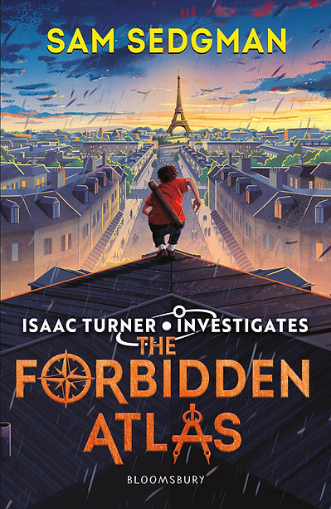 SAM SEDGMAN
ISAAC TURNER INVESTIGATES
THE
FORBIDDEN
ATLAS
BLOOMSBURY